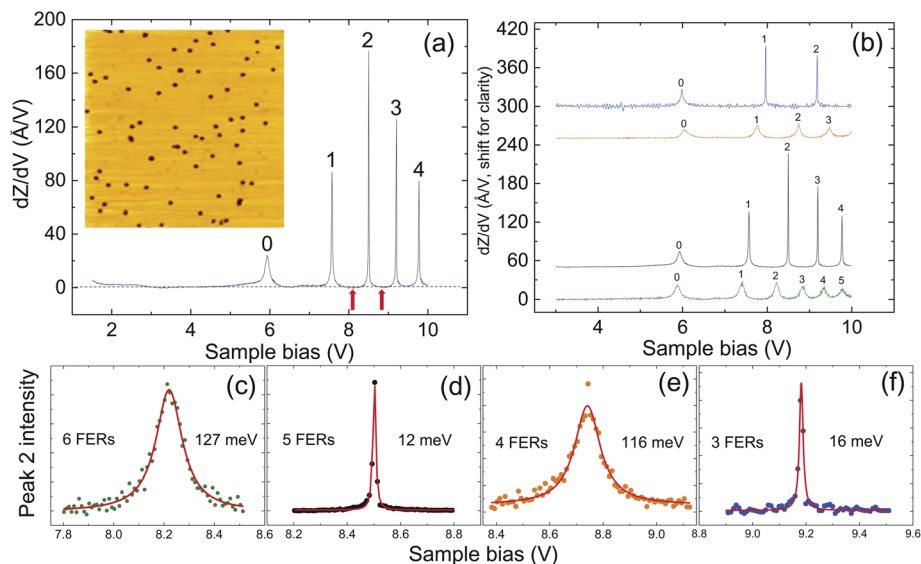 (a)
dZ/dV (Å/V)
200
160
120
80
40
0
0
1
2
3
4
2
4
6
8
10
Sample bias (V)
(b)
dZ/dV (Å/V, shift for clarity)
420
360
300
240
180
120
60
0
0
1
2
0
1
2
3
0
1
2
3
4
0
1
2
3
4
5
4
6
8
10
Sample bias (V)
Peak 2 intensity
(c)
6 FERs
127 meV
7.8 8.0 8.2 8.4 8.6
(d)
5 FERs
12 meV
8.2 8.4 8.6 8.8
(e)
4 FERs
116 meV
8.4 8.6 8.8 9.0 8.8
(f)
3 FERs
16 meV
9.0 9.2 9.4 9.6
Sample bias (V)